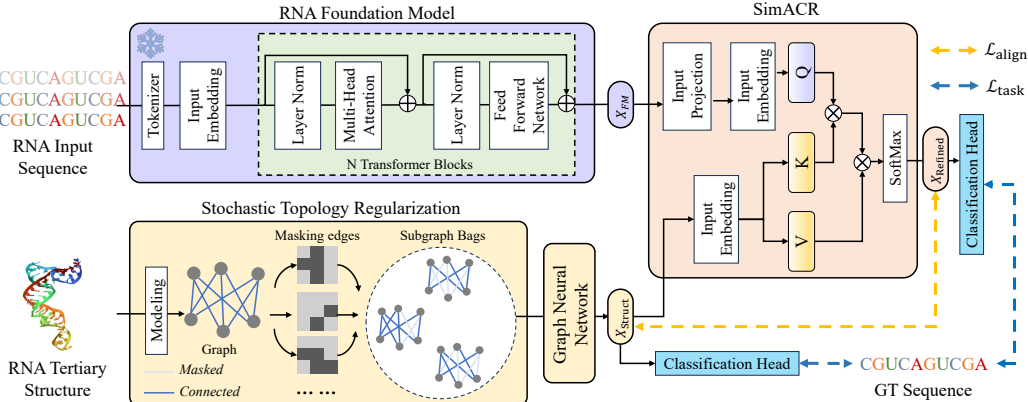 RNA Foundation Model
CGUCAGUCGA
CGUCAGUCGA
CGUCAGUCGA
RNA Input
Sequence
Tokenizer
Input
Embedding
Layer Norm
Multi-Head
Attention
Layer Norm
Feed
Forward
Network
N Transformer Blocks
X_FM
SimACR
Input
Projection
Input
Embedding
Q
K
V
Input
Embedding
SoftMax
X_Refined
Classification Head
ℒ_align
ℒ_task
Stochastic Topology Regularization
RNA Tertiary
Structure
Modeling
Graph
Masked
Connected
Masking edges
... ...
Subgraph Bags
Graph Neural
Network
X_Struct
Classification Head
CGUCAGUCGA
GT Sequence